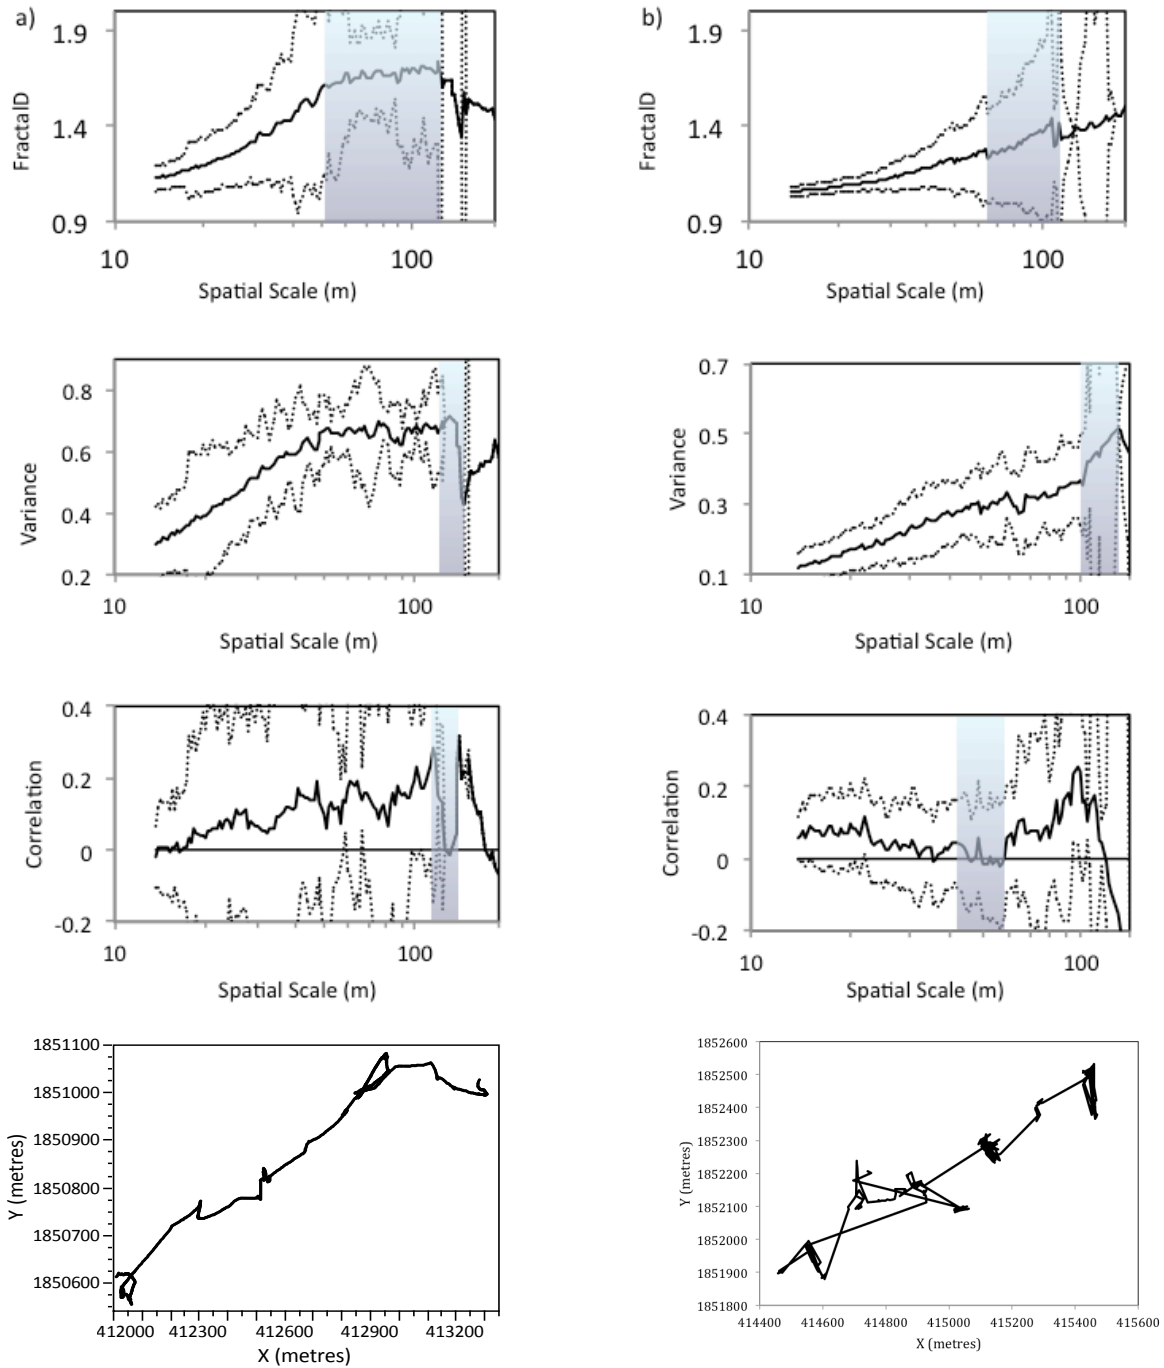 a)
1.9
1.4
0.9
FractalD
10
100
Spatial Scale (m)
b)
1.9
1.4
0.9
FractalD
10
100
Spatial Scale (m)
0.8
0.6
0.4
0.2
Variance
10
100
Spatial Scale (m)
0.7
0.5
0.3
0.1
Variance
10
100
Spatial Scale (m)
0.4
0.2
0
-0.2
Correlation
10
100
Spatial Scale (m)
0.4
0.2
0
-0.2
Correlation
10
100
Spatial Scale (m)
1851100
1851000
1850900
1850800
1850700
1850600
Y (metres)
412000 412300 412600 412900 413200
X (metres)
1852600
1852500
1852400
1852300
1852200
1852100
1852000
1851900
1851800
Y (metres)
414400 414600 414800 415000 415200 415400 415600
X (metres)